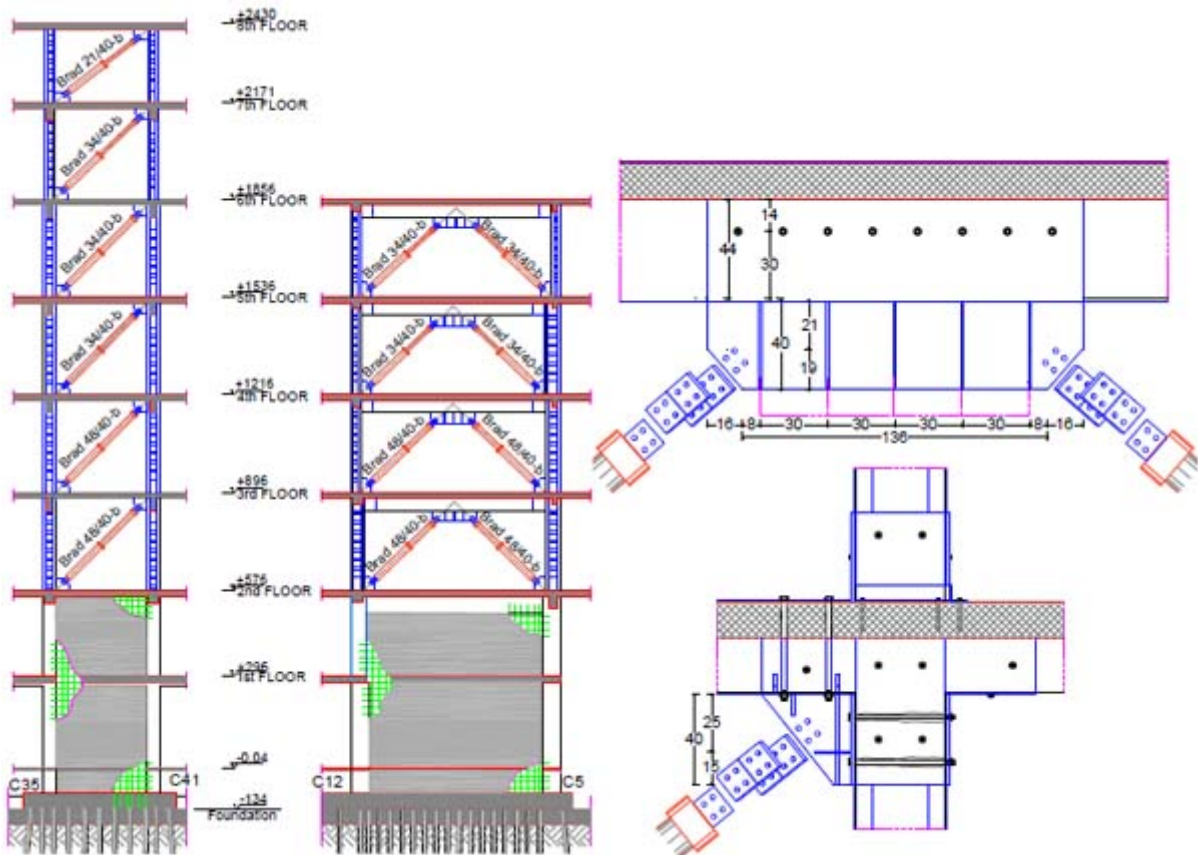 +2430
8th FLOOR
Brad 21/40-b
+2171
7th FLOOR
Brad 34/40-b
+1856
6th FLOOR
Brad 34/40-b
Brad 34/40-b
Brad 34/40-b
+1536
5th FLOOR
Brad 34/40-b
Brad 34/40-b
Brad 34/40-b
+1216
4th FLOOR
Brad 48/40-b
Brad 48/40-b
Brad 48/40-b
+896
3rd FLOOR
Brad 48/40-b
Brad 48/40-b
Brad 48/40-b
+576
2nd FLOOR
+296
1st FLOOR
-0.04
C35
C41
C12
C5
-134
Foundation
14
44
30
21
40
19
16
8
30
30
30
30
8
16
136
25
40
15